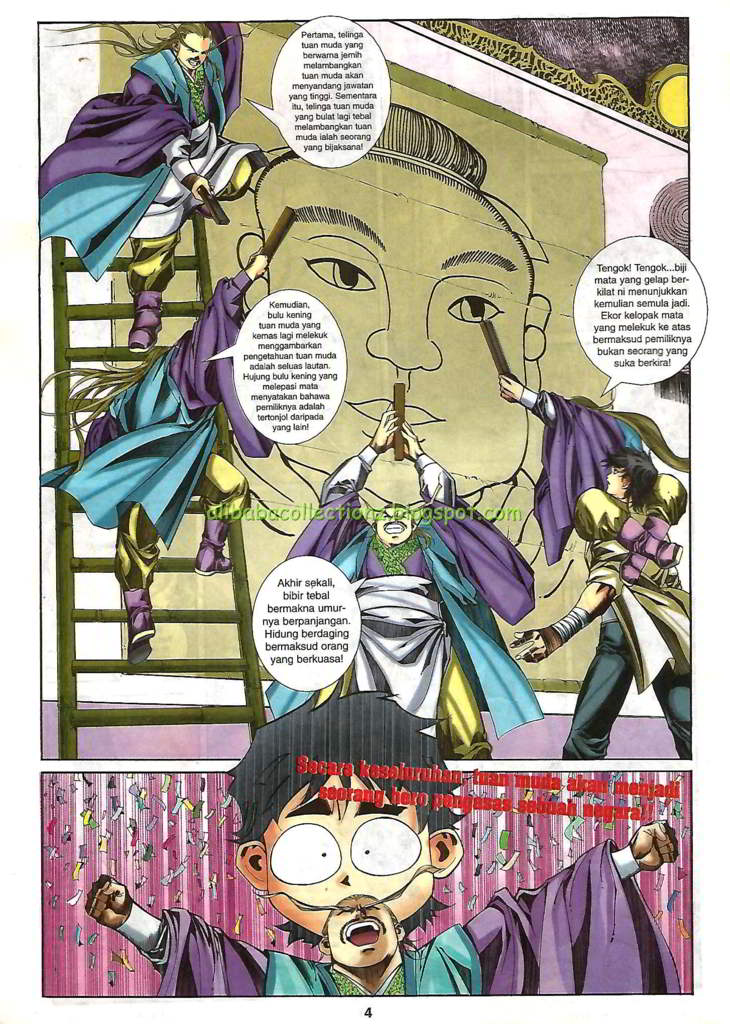 Pertama, telinga
tuan muda yang
berwarna jernih
melambangkan
tuan muda akan
menyandang jawatan
yang tinggi. Sementara
itu, telinga tuan muda
yang bulat lagi tebal
melambangkan tuan
muda ialah seorang
yang bijaksana!
Kemudian,
bulu kening
tuan muda yang
kemas lagi melekuk
menggambarkan
pengetahuan tuan muda
adalah seluas lautan.
Hujung bulu kening yang
melepasi mata
menyatakan bahawa
pemiliknya adalah
tertonjol daripada
yang lain!
Tengok! Tengok...biji
mata yang gelap ber-
kilat ni menunjukkan
kemulian semula jadi.
Ekor kelopak mata
yang melekuk ke atas
bermaksud pemiliknya
bukan seorang yang
suka berkira!
alibabacollectionz.blogspot.com
Akhir sekali,
bibir tebal
bermakna umur-
nya berpanjangan.
Hidung berdaging
bermaksud orang
yang berkuasa!
Secara keseluruhan, tuan muda akan menjadi
seorang hero pengasas sebuah negara!!
4